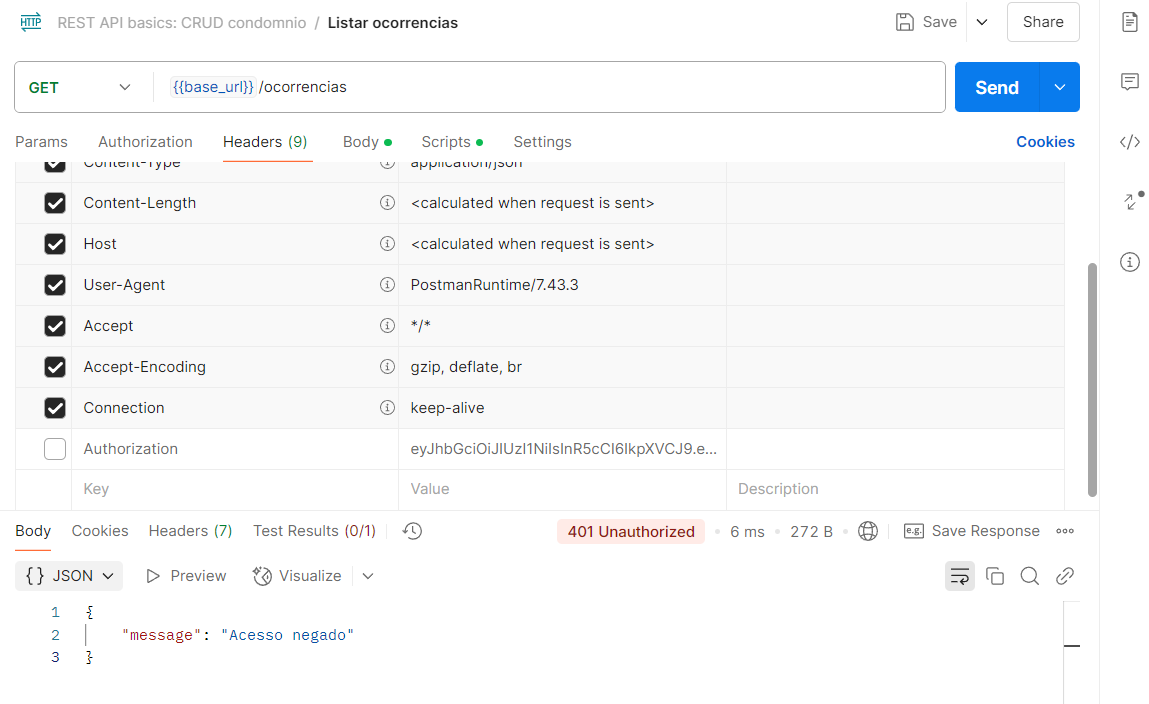 HTTP REST API basics: CRUD condomnio / Listar ocorrencias Save Share
GET {{base_url}} /ocorrencias Send
Params Authorization Headers (9) Body Scripts Settings Cookies
Content-Type application/json
Content-Length <calculated when request is sent>
Host <calculated when request is sent>
User-Agent PostmanRuntime/7.43.3
Accept */*
Accept-Encoding gzip, deflate, br
Connection keep-alive
Authorization eyJhbGciOiJIUzI1NiIsInR5cCI6IkpXVCJ9.e...
Key Value Description
Body Cookies Headers (7) Test Results (0/1) 401 Unauthorized 6 ms 272 B e.g. Save Response
{} JSON Preview Visualize
1 {
2 "message": "Acesso negado"
3 }